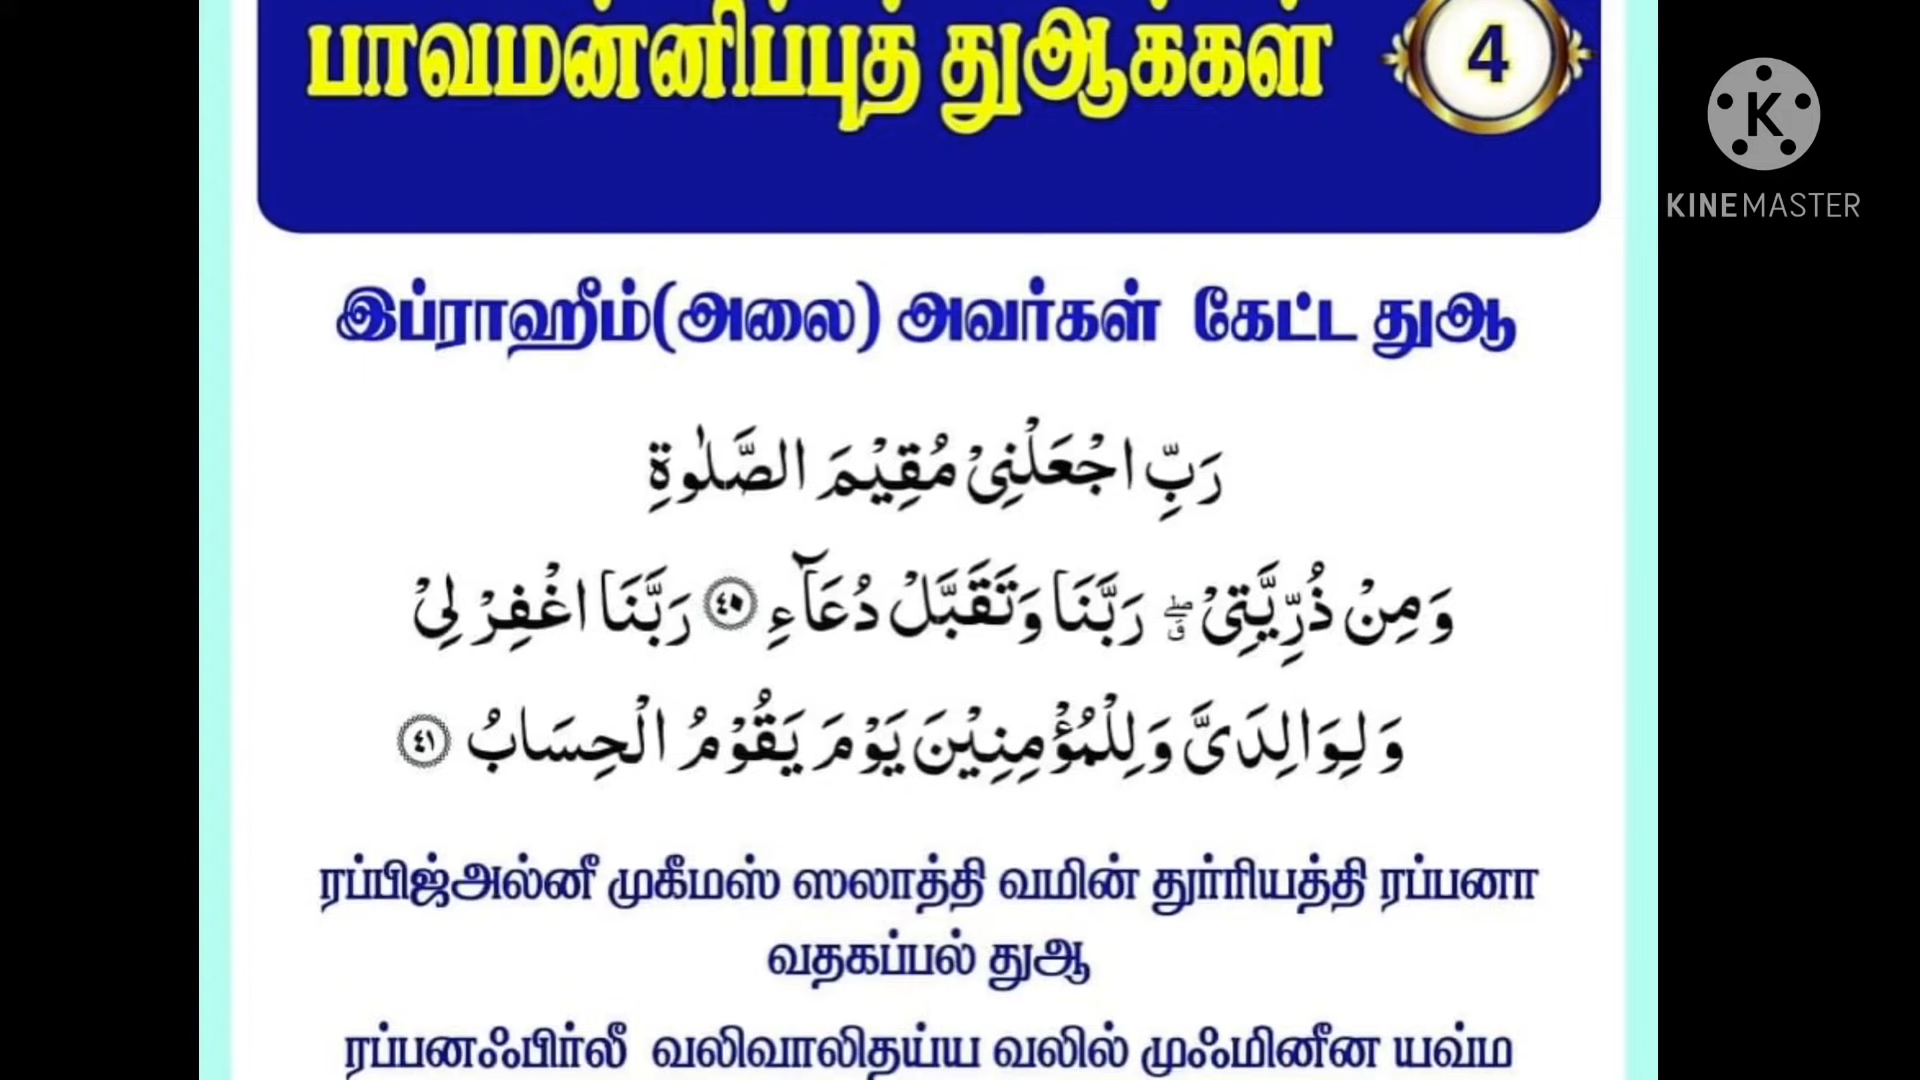 பாவமன்னிப்புத் துஆக்கள்
4
K
KINEMASTER
இப்ராஹீம்(அலை) அவர்கள் கேட்ட துஆ
رَبِّ اجْعَلْنِىْ مُقِيْمَ الصَّلٰوةِ
وَمِنْ ذُرِّيَّتِىْ ۖۗ رَبَّنَا وَتَقَبَّلْ دُعَآءِ ﴿٤٠﴾ رَبَّنَا اغْفِرْ لِىْ
وَلِـوَالِدَىَّ وَلِلْمُؤْمِنِيْنَ يَوْمَ يَقُوْمُ الْحِسَابُ ﴿٤١﴾
ரப்பிஜ்அல்னீ முகீமஸ் ஸலாத்தி வமின் துர்ரியத்தி ரப்பனா
வதகப்பல் துஆ
ரப்பனஃபிர்லீ வலிவாலிதய்ய வலில் முஃமினீன யவ்ம